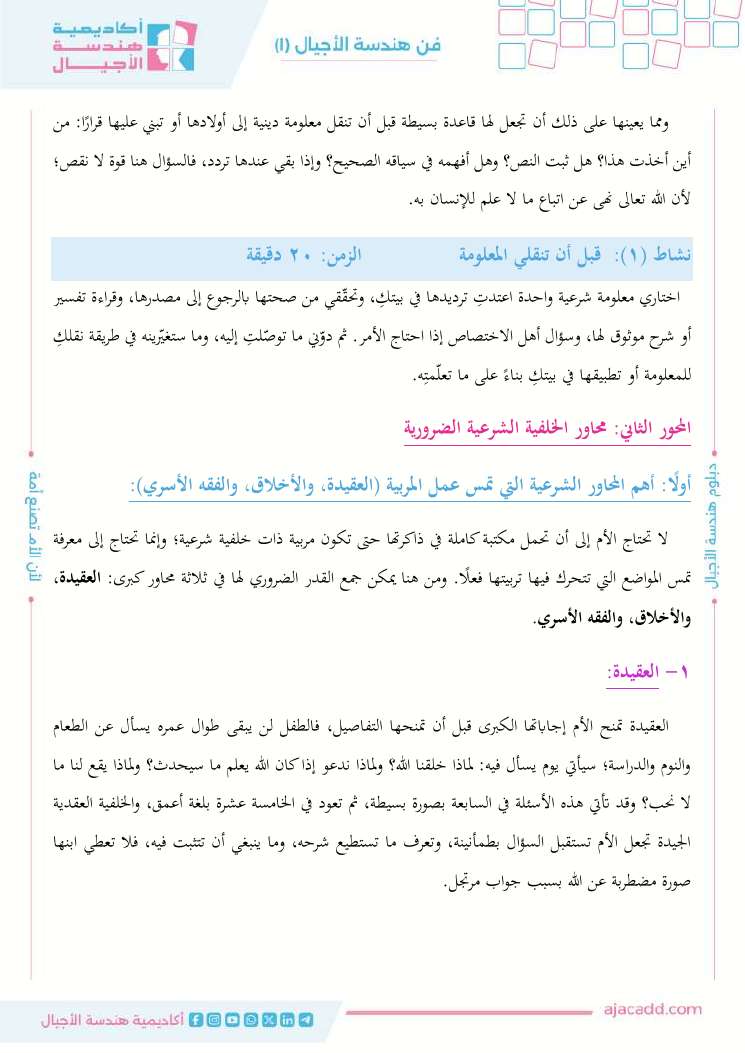 أكاديمية
هندسة
الأجيال
فن هندسة الأجيال (١)
ومما يعينها على ذلك أن تجعل لها قاعدة بسيطة قبل أن تنقل معلومة دينية إلى أولادها أو تبني عليها قرارًا: من
أين أخذت هذا؟ هل ثبت النص؟ وهل أفهمه في سياقه الصحيح؟ وإذا بقي عندها تردد، فالسؤال هنا قوة لا نقص؛
لأن الله تعالى نهى عن اتباع ما لا علم للإنسان به.
نشاط (١): قبل أن تنقلي المعلومة الزمن: ٢٠ دقيقة
اختاري معلومة شرعية واحدة اعتدتِ ترديدها في بيتكِ، وتحقّقي من صحتها بالرجوع إلى مصدرها، وقراءة تفسير
أو شرح موثوق لها، وسؤال أهل الاختصاص إذا احتاج الأمر. ثم دوّني ما توصّلتِ إليه، وما ستغيّرينه في طريقة نقلكِ
للمعلومة أو تطبيقها في بيتكِ بناءً على ما تعلّمتِه.
المحور الثاني: محاور الخلفية الشرعية الضرورية
أولًا: أهم المحاور الشرعية التي تمس عمل المربية (العقيدة، والأخلاق، والفقه الأسري):
لا تحتاج الأم إلى أن تحمل مكتبة كاملة في ذاكرتها حتى تكون مربية ذات خلفية شرعية؛ وإنما تحتاج إلى معرفة
تمس المواضع التي تتحرك فيها تربيتها فعلًا. ومن هنا يمكن جمع القدر الضروري لها في ثلاثة محاور كبرى: العقيدة،
والأخلاق، والفقه الأسري.
١- العقيدة:
العقيدة تمنح الأم إجاباتها الكبرى قبل أن تمنحها التفاصيل، فالطفل لن يبقى طوال عمره يسأل عن الطعام
والنوم والدراسة؛ سيأتي يوم يسأل فيه: لماذا خلقنا الله؟ ولماذا ندعو إذا كان الله يعلم ما سيحدث؟ ولماذا يقع لنا ما
لا نحب؟ وقد تأتي هذه الأسئلة في السابعة بصورة بسيطة، ثم تعود في الخامسة عشرة بلغة أعمق، والخلفية العقدية
الجيدة تجعل الأم تستقبل السؤال بطمأنينة، وتعرف ما تستطيع شرحه، وما ينبغي أن تتثبت فيه، فلا تعطي ابنها
صورة مضطربة عن الله بسبب جواب مرتجل.
دبلوم هندسة الأجيال
لأن الأم تصنع أمة
ajacadd.com
أكاديمية هندسة الأجيال